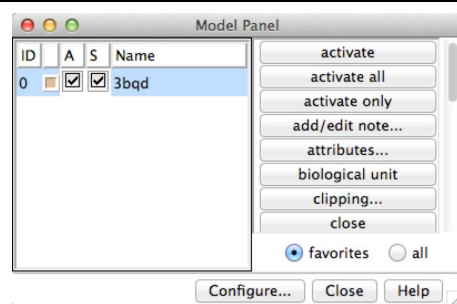 Model Panel
ID A S Name
0 3bqd
activate
activate all
activate only
add/edit note...
attributes...
biological unit
clipping...
close
favorites all
Configure... Close Help